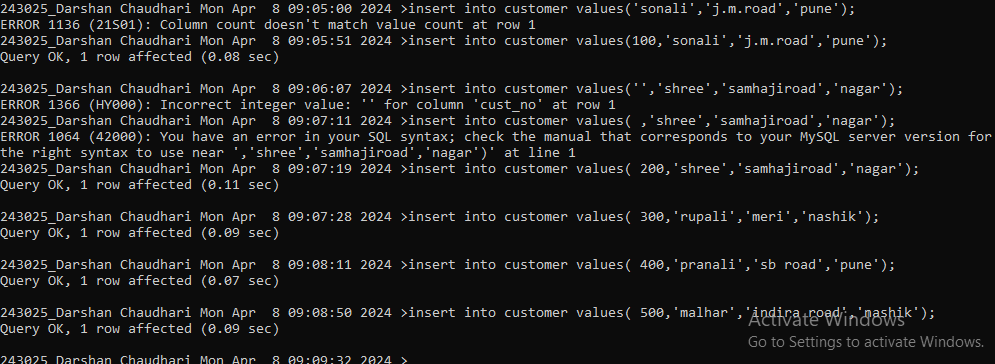 243025_Darshan Chaudhari Mon Apr  8 09:05:00 2024 >insert into customer values('sonali','j.m.road','pune');
ERROR 1136 (21S01): Column count doesn't match value count at row 1
243025_Darshan Chaudhari Mon Apr  8 09:05:51 2024 >insert into customer values(100,'sonali','j.m.road','pune');
Query OK, 1 row affected (0.08 sec)
243025_Darshan Chaudhari Mon Apr  8 09:06:07 2024 >insert into customer values('','shree','samhajiroad','nagar');
ERROR 1366 (HY000): Incorrect integer value: '' for column 'cust_no' at row 1
243025_Darshan Chaudhari Mon Apr  8 09:07:11 2024 >insert into customer values( ,'shree','samhajiroad','nagar');
ERROR 1064 (42000): You have an error in your SQL syntax; check the manual that corresponds to your MySQL server version for
the right syntax to use near ','shree','samhajiroad','nagar')' at line 1
243025_Darshan Chaudhari Mon Apr  8 09:07:19 2024 >insert into customer values( 200,'shree','samhajiroad','nagar');
Query OK, 1 row affected (0.11 sec)
243025_Darshan Chaudhari Mon Apr  8 09:07:28 2024 >insert into customer values( 300,'rupali','meri','nashik');
Query OK, 1 row affected (0.09 sec)
243025_Darshan Chaudhari Mon Apr  8 09:08:11 2024 >insert into customer values( 400,'pranali','sb road','pune');
Query OK, 1 row affected (0.07 sec)
243025_Darshan Chaudhari Mon Apr  8 09:08:50 2024 >insert into customer values( 500,'malhar','indira road','nashik');
Query OK, 1 row affected (0.09 sec)
Activate Windows
Go to Settings to activate Windows.
243025_Darshan Chaudhari Mon Apr  8 09:09:32 2024 >